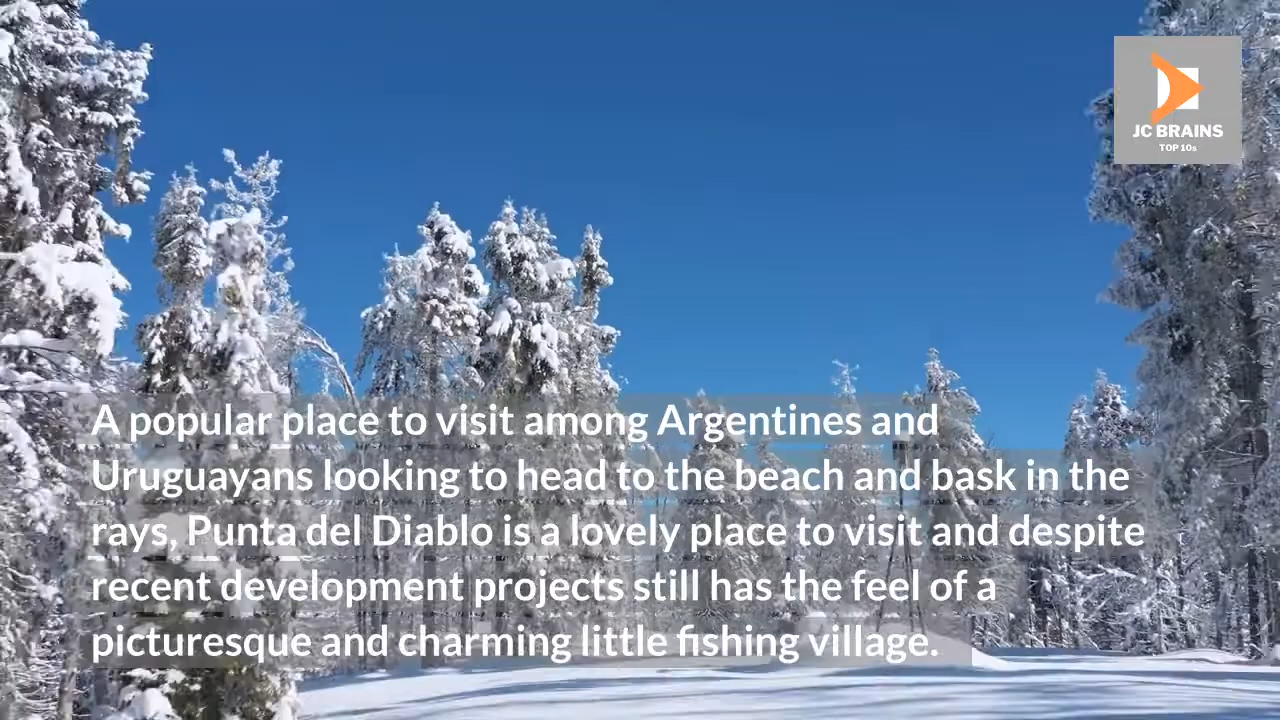 JC BRAINS
TOP 10s
A popular place to visit among Argentines and
Uruguayans looking to head to the beach and bask in the
rays, Punta del Diablo is a lovely place to visit and despite
recent development projects still has the feel of a
picturesque and charming little fishing village.